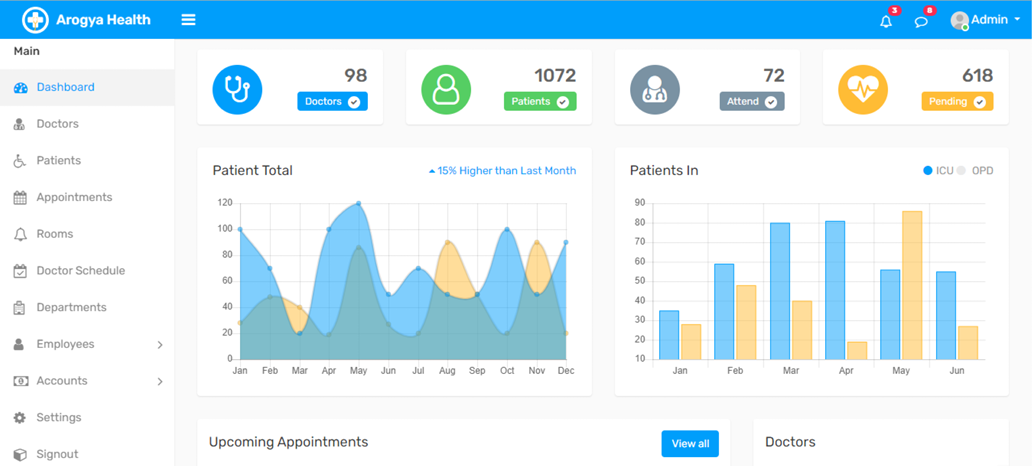 Arogya Health
3
8
Admin
Main
Dashboard
Doctors
Patients
Appointments
Rooms
Doctor Schedule
Departments
Employees
Accounts
Settings
Signout
98
Doctors
1072
Patients
72
Attend
618
Pending
Patient Total
15% Higher than Last Month
120
100
80
60
40
20
0
Jan Feb Mar Apr May Jun Jul Aug Sep Oct Nov Dec
Patients In
ICU OPD
90
80
70
60
50
40
30
20
10
Jan Feb Mar Apr May Jun
Upcoming Appointments
View all
Doctors